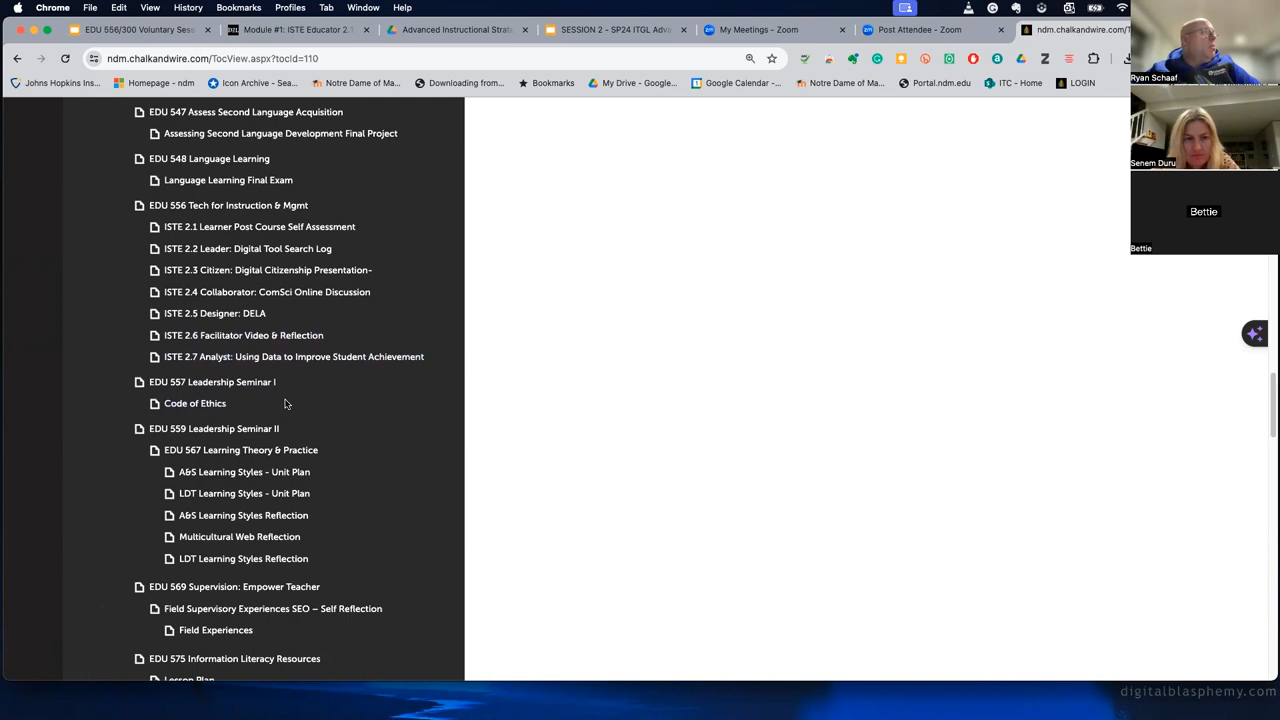 Chrome File Edit View History Bookmarks Profiles Tab Window Help
EDU 556/300 Voluntary Sess
Module #1: ISTE Educator 2.1
Advanced Instructional Strate
SESSION 2 - SP24 ITGL Advo
My Meetings - Zoom
Post Attendee - Zoom
ndm.chalkandwire.com/T
ndm.chalkandwire.com/TocView.aspx?tocId=110
Johns Hopkins Ins...
Homepage - ndm
Icon Archive - Sea...
Notre Dame of Ma...
Downloading from...
Bookmarks
My Drive - Google...
Google Calendar -...
Notre Dame of Ma...
Portal.ndm.edu
ITC - Home
LOGIN
EDU 547 Assess Second Language Acquisition
Assessing Second Language Development Final Project
EDU 548 Language Learning
Language Learning Final Exam
EDU 556 Tech for Instruction & Mgmt
ISTE 2.1 Learner Post Course Self Assessment
ISTE 2.2 Leader: Digital Tool Search Log
ISTE 2.3 Citizen: Digital Citizenship Presentation-
ISTE 2.4 Collaborator: ComSci Online Discussion
ISTE 2.5 Designer: DELA
ISTE 2.6 Facilitator Video & Reflection
ISTE 2.7 Analyst: Using Data to Improve Student Achievement
EDU 557 Leadership Seminar I
Code of Ethics
EDU 559 Leadership Seminar II
EDU 567 Learning Theory & Practice
A&S Learning Styles - Unit Plan
LDT Learning Styles - Unit Plan
A&S Learning Styles Reflection
Multicultural Web Reflection
LDT Learning Styles Reflection
EDU 569 Supervision: Empower Teacher
Field Supervisory Experiences SEO – Self Reflection
Field Experiences
EDU 575 Information Literacy Resources
Lesson Plan
Ryan Schaaf
Senem Duru
Bettie
Bettie
digitalblasphemy.com